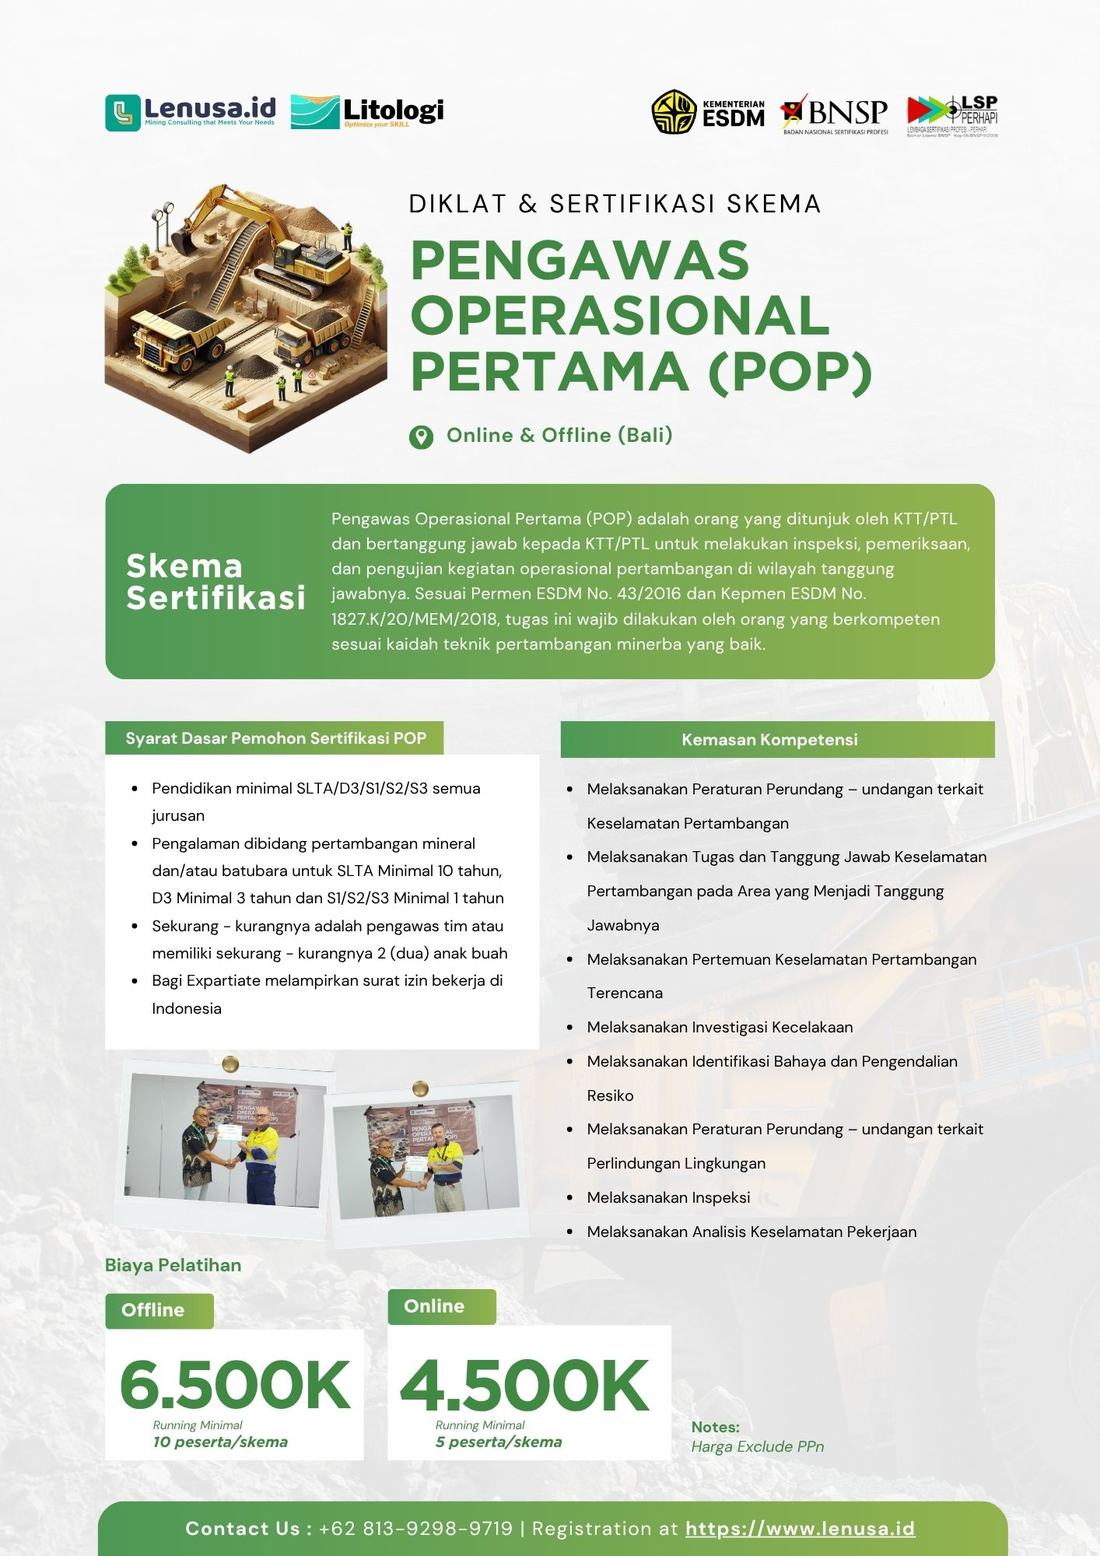 Lenusa.id
Mining Consulting that Meets Your Needs
Litologi
Optimize your SKILL
KEMENTERIAN
ESDM
BNSP
BADAN NASIONAL SERTIFIKASI PROFESI
LSP
PERHAPI
LEMBAGA SERTIFIKASI PROFESI - PERHAPI
DIKLAT & SERTIFIKASI SKEMA
PENGAWAS
OPERASIONAL
PERTAMA (POP)
Online & Offline (Bali)
Skema
Sertifikasi
Pengawas Operasional Pertama (POP) adalah orang yang ditunjuk oleh KTT/PTL
dan bertanggung jawab kepada KTT/PTL untuk melakukan inspeksi, pemeriksaan,
dan pengujian kegiatan operasional pertambangan di wilayah tanggung
jawabnya. Sesuai Permen ESDM No. 43/2016 dan Kepmen ESDM No.
1827.K/20/MEM/2018, tugas ini wajib dilakukan oleh orang yang berkompeten
sesuai kaidah teknik pertambangan minerba yang baik.
Syarat Dasar Pemohon Sertifikasi POP
• Pendidikan minimal SLTA/D3/S1/S2/S3 semua
jurusan
• Pengalaman dibidang pertambangan mineral
dan/atau batubara untuk SLTA Minimal 10 tahun,
D3 Minimal 3 tahun dan S1/S2/S3 Minimal 1 tahun
• Sekurang - kurangnya adalah pengawas tim atau
memiliki sekurang - kurangnya 2 (dua) anak buah
• Bagi Expartiate melampirkan surat izin bekerja di
Indonesia
Kemasan Kompetensi
• Melaksanakan Peraturan Perundang – undangan terkait
Keselamatan Pertambangan
• Melaksanakan Tugas dan Tanggung Jawab Keselamatan
Pertambangan pada Area yang Menjadi Tanggung
Jawabnya
• Melaksanakan Pertemuan Keselamatan Pertambangan
Terencana
• Melaksanakan Investigasi Kecelakaan
• Melaksanakan Identifikasi Bahaya dan Pengendalian
Resiko
• Melaksanakan Peraturan Perundang – undangan terkait
Perlindungan Lingkungan
• Melaksanakan Inspeksi
• Melaksanakan Analisis Keselamatan Pekerjaan
Biaya Pelatihan
Offline
6.500K
Running Minimal
10 peserta/skema
Online
4.500K
Running Minimal
5 peserta/skema
Notes:
Harga Exclude PPn
Contact Us : +62 813-9298-9719 | Registration at https://www.lenusa.id